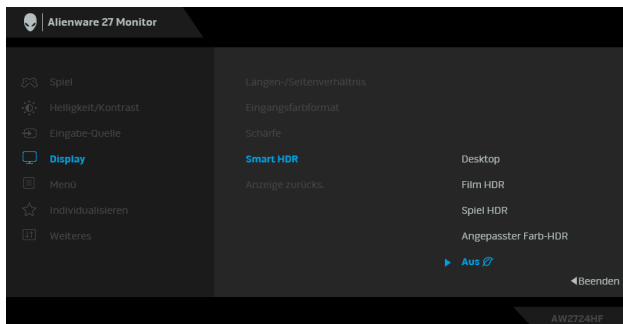 Alienware 27 Monitor
Spiel
Helligkeit/Kontrast
Eingabe-Quelle
Display
Menü
Individualisieren
Weiteres
Längen-/Seitenverhältnis
Eingangsfarbformat
Schärfe
Smart HDR
Anzeige zurücks.
Desktop
Film HDR
Spiel HDR
Angepasster Farb-HDR
Aus
Beenden
AW2724HF